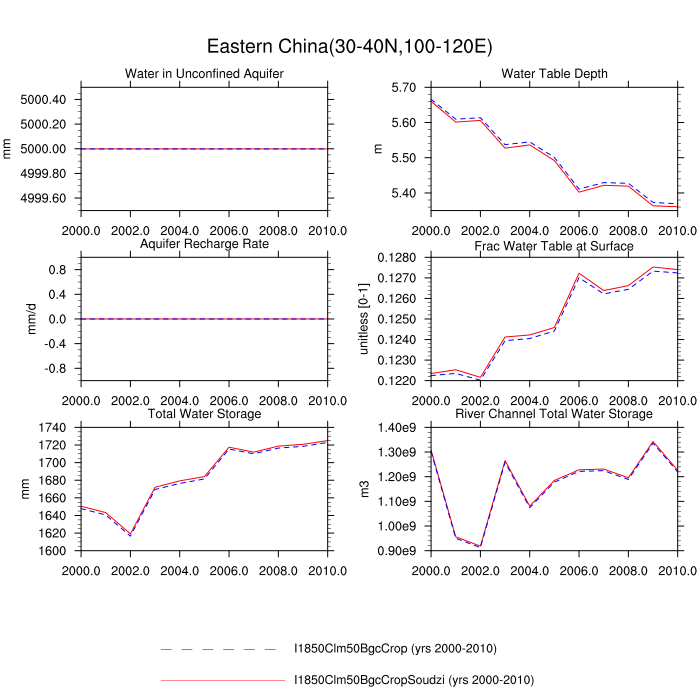 Eastern China(30-40N,100-120E)
Water in Unconfined Aquifer
Water Table Depth
5000.40
5000.20
5000.00
4999.80
4999.60
mm
2000.0 2002.0 2004.0 2006.0 2008.0 2010.0
5.70
5.60
5.50
5.40
m
2000.0 2002.0 2004.0 2006.0 2008.0 2010.0
Aquifer Recharge Rate
Frac Water Table at Surface
0.8
0.4
0.0
-0.4
-0.8
mm/d
2000.0 2002.0 2004.0 2006.0 2008.0 2010.0
0.1280
0.1270
0.1260
0.1250
0.1240
0.1230
0.1220
unitless [0-1]
2000.0 2002.0 2004.0 2006.0 2008.0 2010.0
Total Water Storage
River Channel Total Water Storage
1740
1720
1700
1680
1660
1640
1620
1600
mm
2000.0 2002.0 2004.0 2006.0 2008.0 2010.0
1.40e9
1.30e9
1.20e9
1.10e9
1.00e9
0.90e9
m3
2000.0 2002.0 2004.0 2006.0 2008.0 2010.0
I1850Clm50BgcCrop (yrs 2000-2010)
I1850Clm50BgcCropSoudzi (yrs 2000-2010)